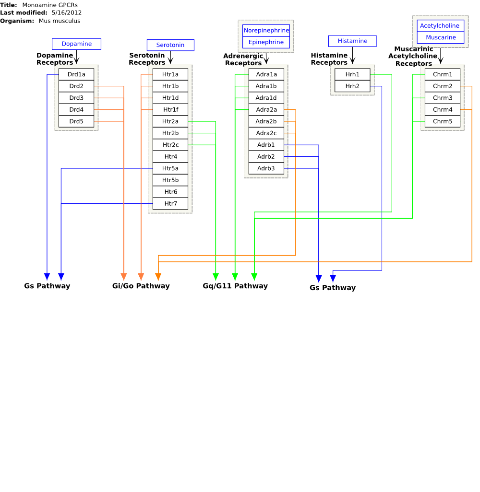 Title: Monoamine GPCRs
Last modified: 5/16/2012
Organism: Mus musculus
Dopamine
Serotonin
Norepinephrine
Epinephrine
Histamine
Acetylcholine
Muscarine
Dopamine
Receptors
Serotonin
Receptors
Adrenergic
Receptors
Histamine
Receptors
Muscarinic
Acetylcholine
Receptors
Drd1a
Drd2
Drd3
Drd4
Drd5
Htr1a
Htr1b
Htr1d
Htr1f
Htr2a
Htr2b
Htr2c
Htr4
Htr5a
Htr5b
Htr6
Htr7
Adra1a
Adra1b
Adra1d
Adra2a
Adra2b
Adra2c
Adrb1
Adrb2
Adrb3
Hrh1
Hrh2
Chrm1
Chrm2
Chrm3
Chrm4
Chrm5
Gs Pathway
Gi/Go Pathway
Gq/G11 Pathway
Gs Pathway